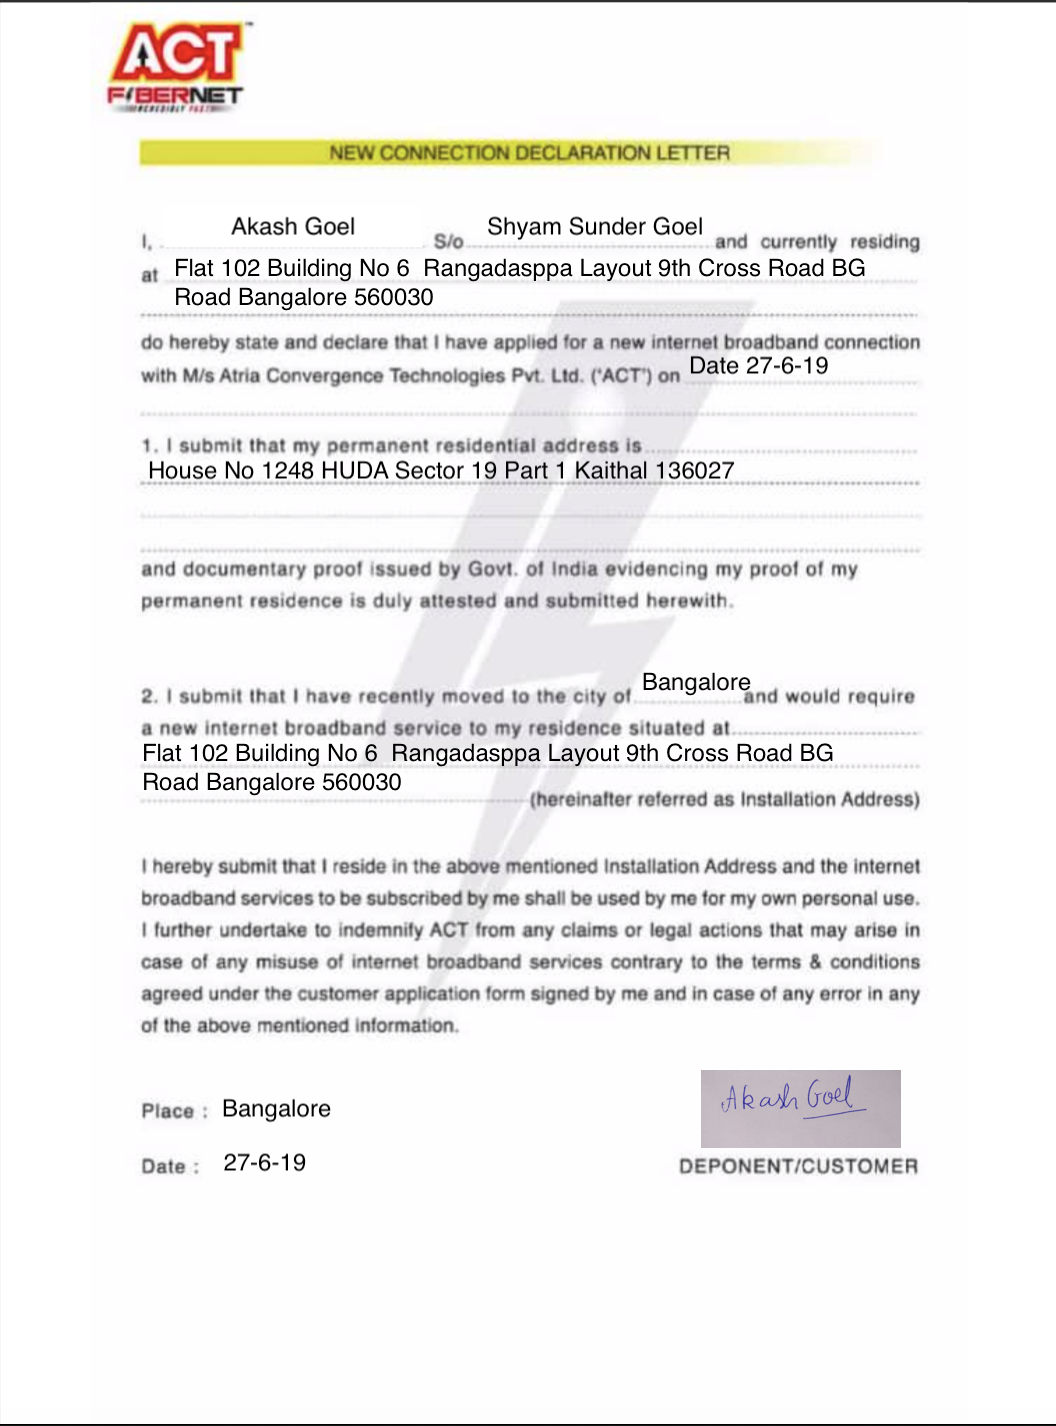 ACT™
FIBERNET
INCREDIBLY FAST!
NEW CONNECTION DECLARATION LETTER
I, Akash Goel S/o Shyam Sunder Goel and currently residing
at Flat 102 Building No 6 Rangadasppa Layout 9th Cross Road BG
Road Bangalore 560030
do hereby state and declare that I have applied for a new internet broadband connection
with M/s Atria Convergence Technologies Pvt. Ltd. ('ACT') on Date 27-6-19
1. I submit that my permanent residential address is
House No 1248 HUDA Sector 19 Part 1 Kaithal 136027
and documentary proof issued by Govt. of India evidencing my proof of my
permanent residence is duly attested and submitted herewith.
2. I submit that I have recently moved to the city of Bangalore and would require
a new internet broadband service to my residence situated at
Flat 102 Building No 6 Rangadasppa Layout 9th Cross Road BG
Road Bangalore 560030
(hereinafter referred as Installation Address)
I hereby submit that I reside in the above mentioned Installation Address and the internet
broadband services to be subscribed by me shall be used by me for my own personal use.
I further undertake to indemnify ACT from any claims or legal actions that may arise in
case of any misuse of internet broadband services contrary to the terms & conditions
agreed under the customer application form signed by me and in case of any error in any
of the above mentioned information.
Akash Goel
Place : Bangalore
Date : 27-6-19
DEPONENT/CUSTOMER